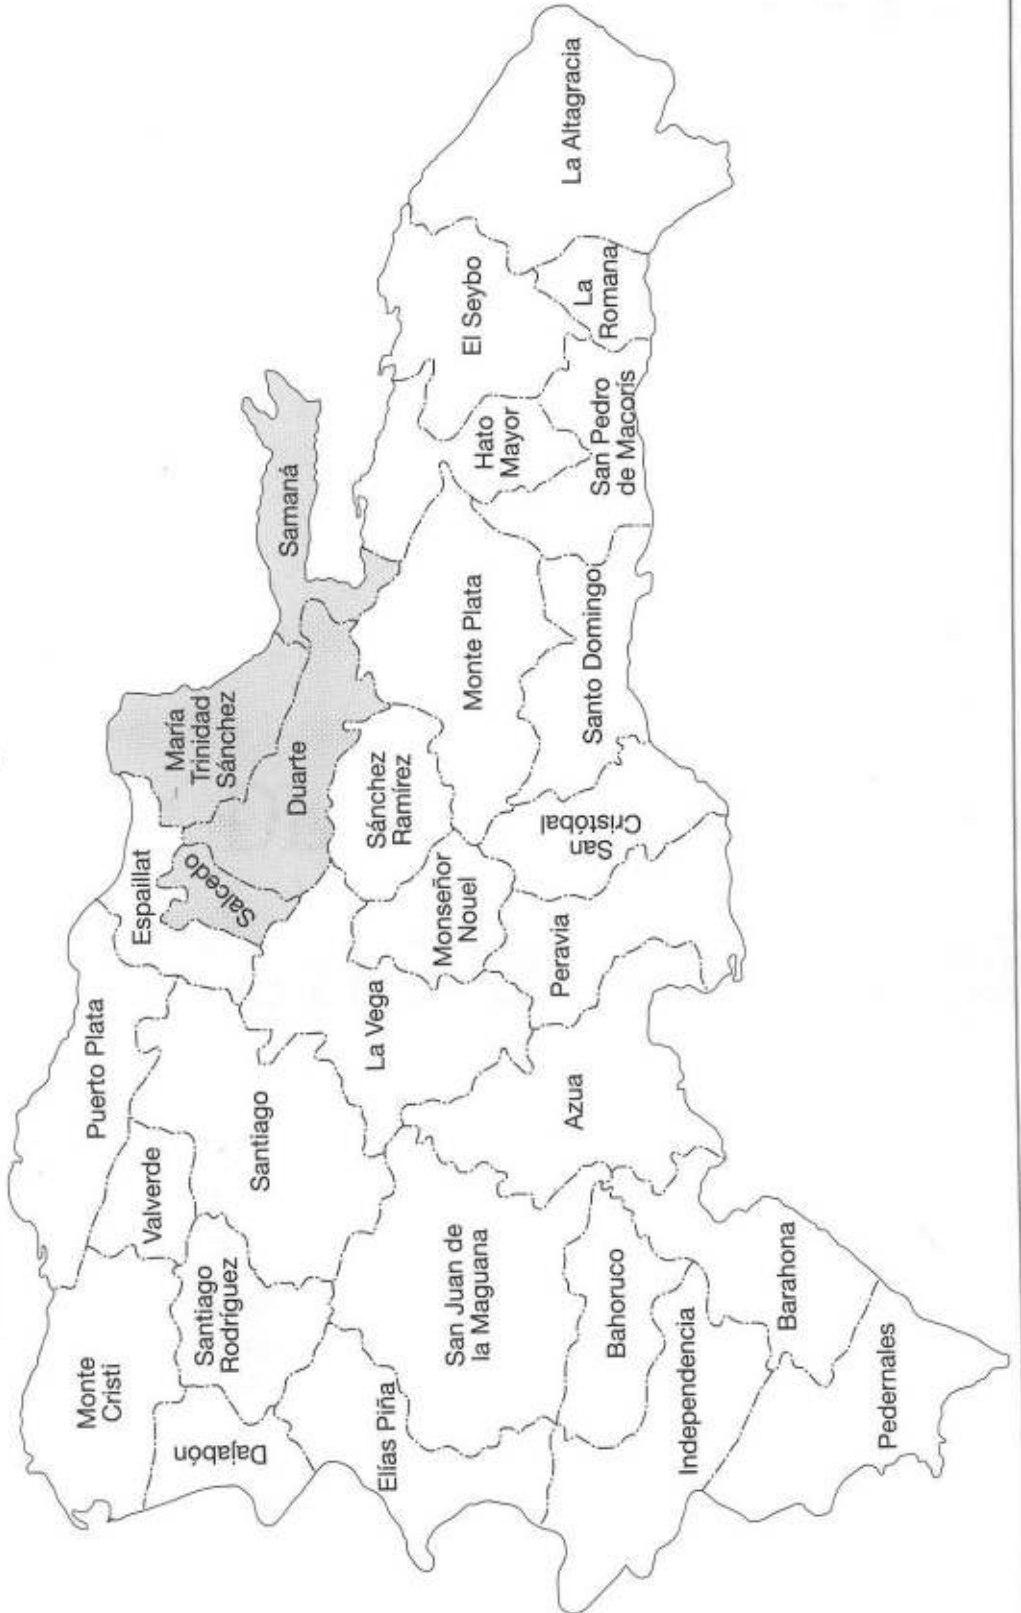 Monte
Cristi
Puerto Plata
Espaillat
María
Trinidad
Sánchez
Valverde
Dajabón
Santiago
Rodríguez
Santiago
Salcedo
Duarte
Samaná
Elías Piña
San Juan de
la Maguana
La Vega
Sánchez
Ramírez
Monseñor
Nouel
Monte Plata
Hato
Mayor
El Seybo
La Altagracia
Bahoruco
Independencia
Azua
Peravia
San
Cristóbal
Santo Domingo
San Pedro
de Macorís
La
Romana
Barahona
Pedernales